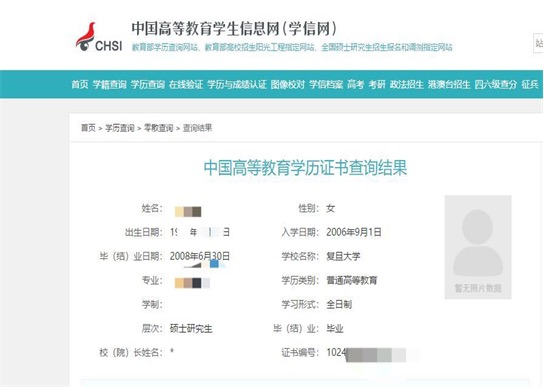 CHSI
中国高等教育学生信息网(学信网)
教育部学历查询网站、教育部高校招生阳光工程指定网站、全国硕士研究生招生报名和调剂指定网站
站
首页 学籍查询 学历查询 在线验证 学历与成绩认证 图像校对 学信档案 高考 考研 政法招生 港澳台招生 四六级查分 征兵
首页 > 学历查询 > 零散查询 > 查询结果
中国高等教育学历证书查询结果
姓名: 性别: 女
出生日期: 19 年 日 入学日期: 2006年9月1日
毕(结)业日期: 2008年6月30日 学校名称: 复旦大学
专业: 学历类别: 普通高等教育
学制: 学习形式: 全日制
层次: 硕士研究生 毕(结)业: 毕业
校(院)长姓名: * 证书编号: 1024
暂无照片数据